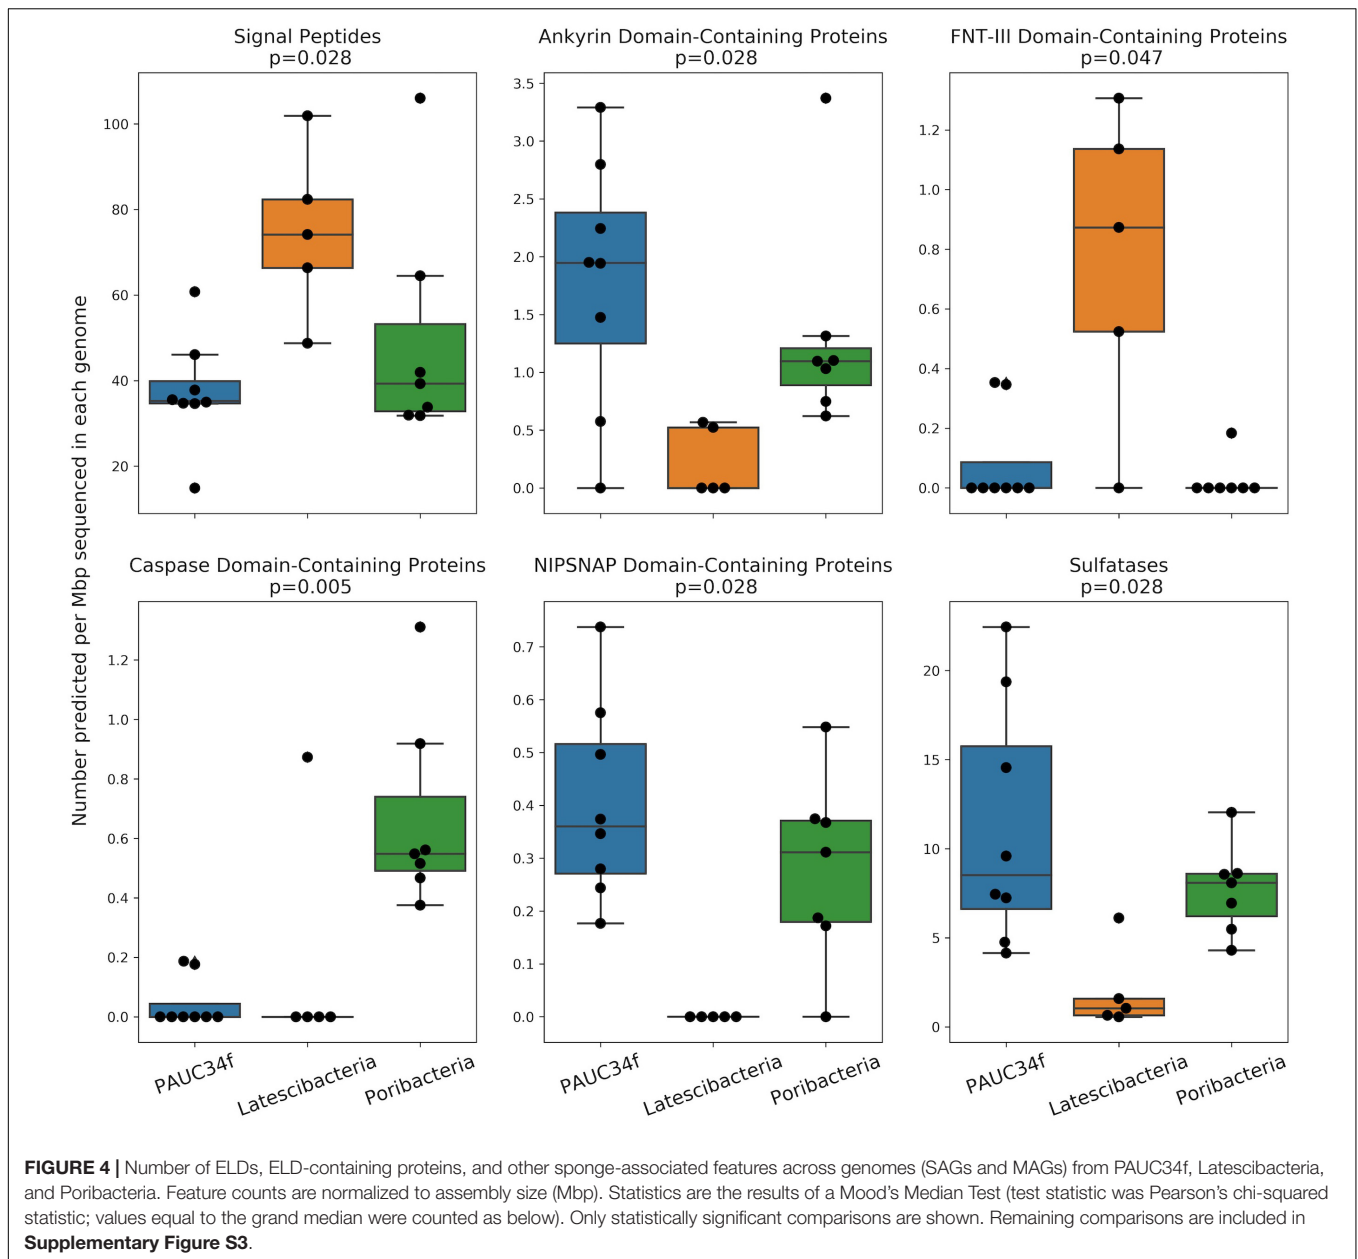 Signal Peptides
p=0.028
Ankyrin Domain-Containing Proteins
p=0.028
FNT-III Domain-Containing Proteins
p=0.047
Number predicted per Mbp sequenced in each genome
100
80
60
40
20
3.5
3.0
2.5
2.0
1.5
1.0
0.5
0.0
1.2
1.0
0.8
0.6
0.4
0.2
0.0
Caspase Domain-Containing Proteins
p=0.005
NIPSNAP Domain-Containing Proteins
p=0.028
Sulfatases
p=0.028
1.2
1.0
0.8
0.6
0.4
0.2
0.0
0.7
0.6
0.5
0.4
0.3
0.2
0.1
0.0
20
15
10
5
0
PAUC34f
Latescibacteria
Poribacteria
PAUC34f
Latescibacteria
Poribacteria
PAUC34f
Latescibacteria
Poribacteria
FIGURE 4 | Number of ELDs, ELD-containing proteins, and other sponge-associated features across genomes (SAGs and MAGs) from PAUC34f, Latescibacteria,
and Poribacteria. Feature counts are normalized to assembly size (Mbp). Statistics are the results of a Mood's Median Test (test statistic was Pearson's chi-squared
statistic; values equal to the grand median were counted as below). Only statistically significant comparisons are shown. Remaining comparisons are included in
Supplementary Figure S3.